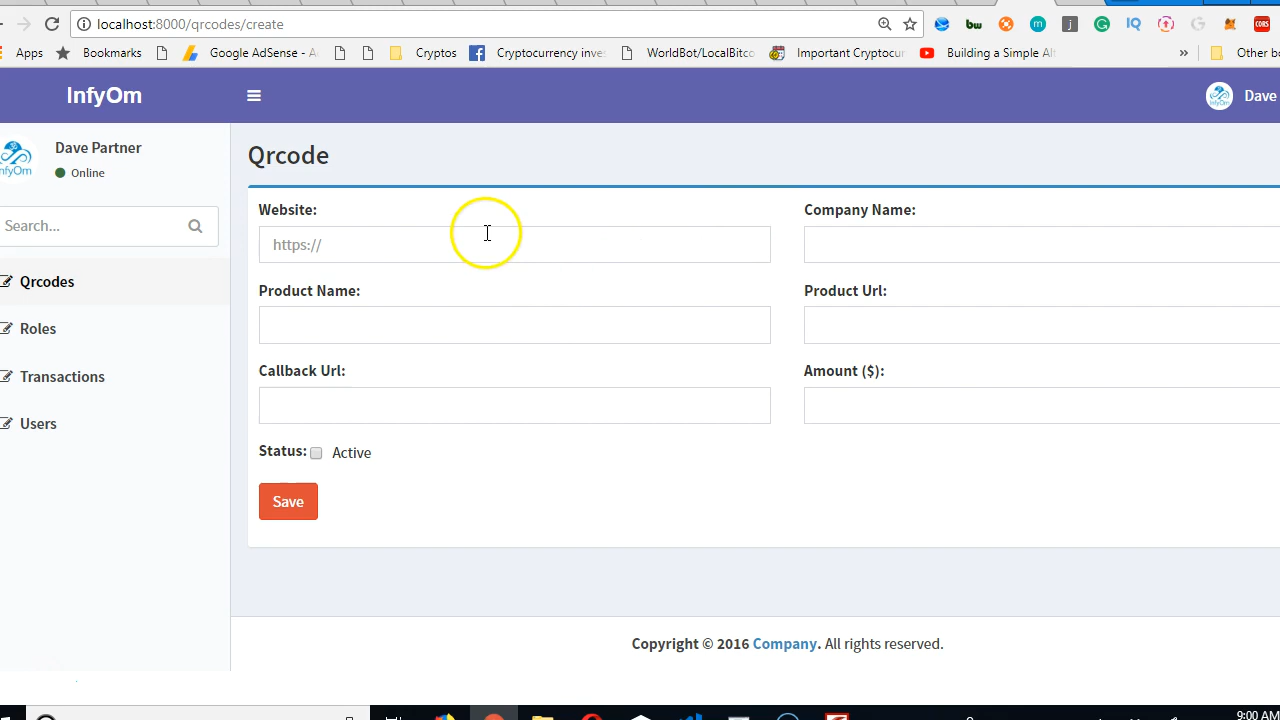 localhost:8000/qrcodes/create
Apps Bookmarks Google AdSense - A Cryptos Cryptocurrency inve WorldBot/LocalBitco Important Cryptocur Building a Simple Alt » Other b
InfyOm Dave
Dave Partner
Online
Search...
Qrcodes
Roles
Transactions
Users
Qrcode
Website: Company Name:
https://
Product Name: Product Url:
Callback Url: Amount ($):
Status: Active
Save
Copyright © 2016 Company. All rights reserved.
9:00 AM